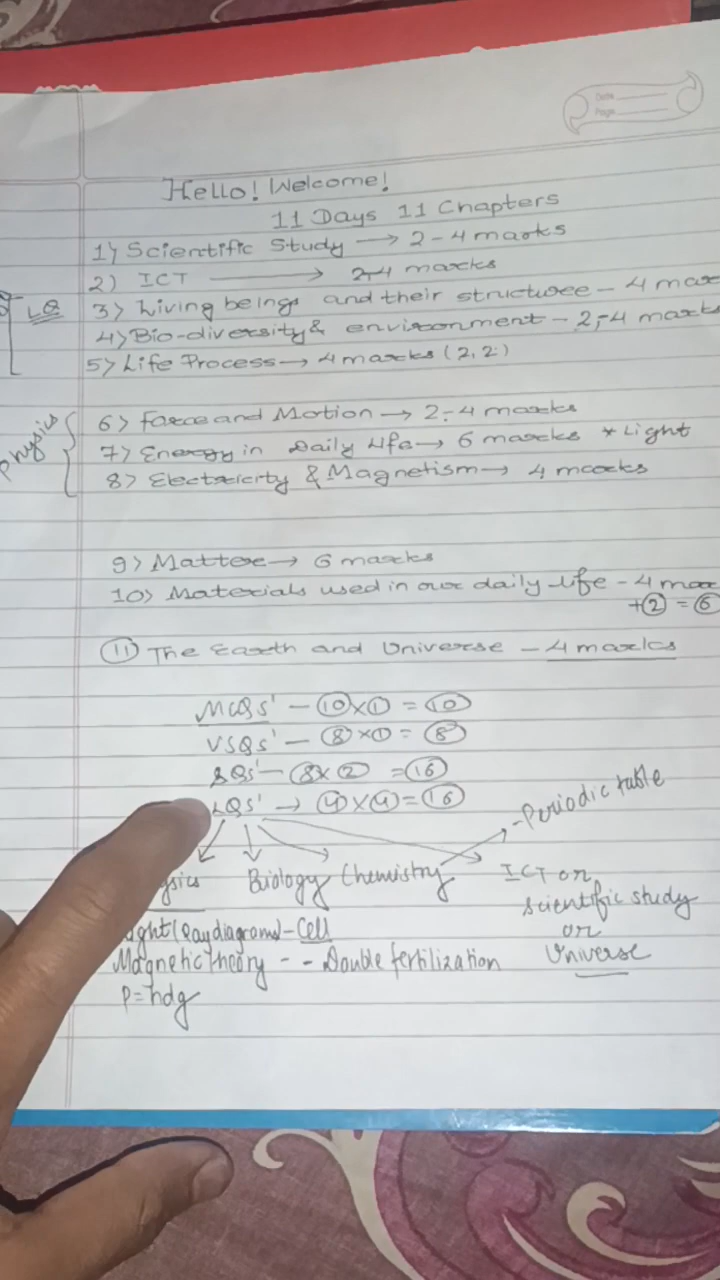 Date
Page
Hello! Welcome!
11 Days 11 Chapters
1) Scientific Study → 2-4 marks
2) ICT → 2-4 marks
LQ
3) Living beings and their structure - 4 mar
4) Bio-diversity & environment - 2,-4 marks
5) Life Process → 4 marks (2,2)
Physics
6) Force and Motion → 2-4 marks
7) Energy in Daily life → 6 marks * Light
8) Electricity & Magnetism → 4 marks
9) Matter → 6 marks
10) Materials used in our daily life - 4 mar
+2 = 6
11 The Earth and Universe - 4 marks
MCQs' - 10×1 = 10
VSQs' - 8×1 = 8
SQs' - 8×2 = 16
LQs' → 4×4 = 16
-Periodic table
sics Biology Chemistry ICT or
scientific study
or
Universe
ight (Raydiagram) - Cell
Magnetic Theory - - Double fertilization
P=hdg